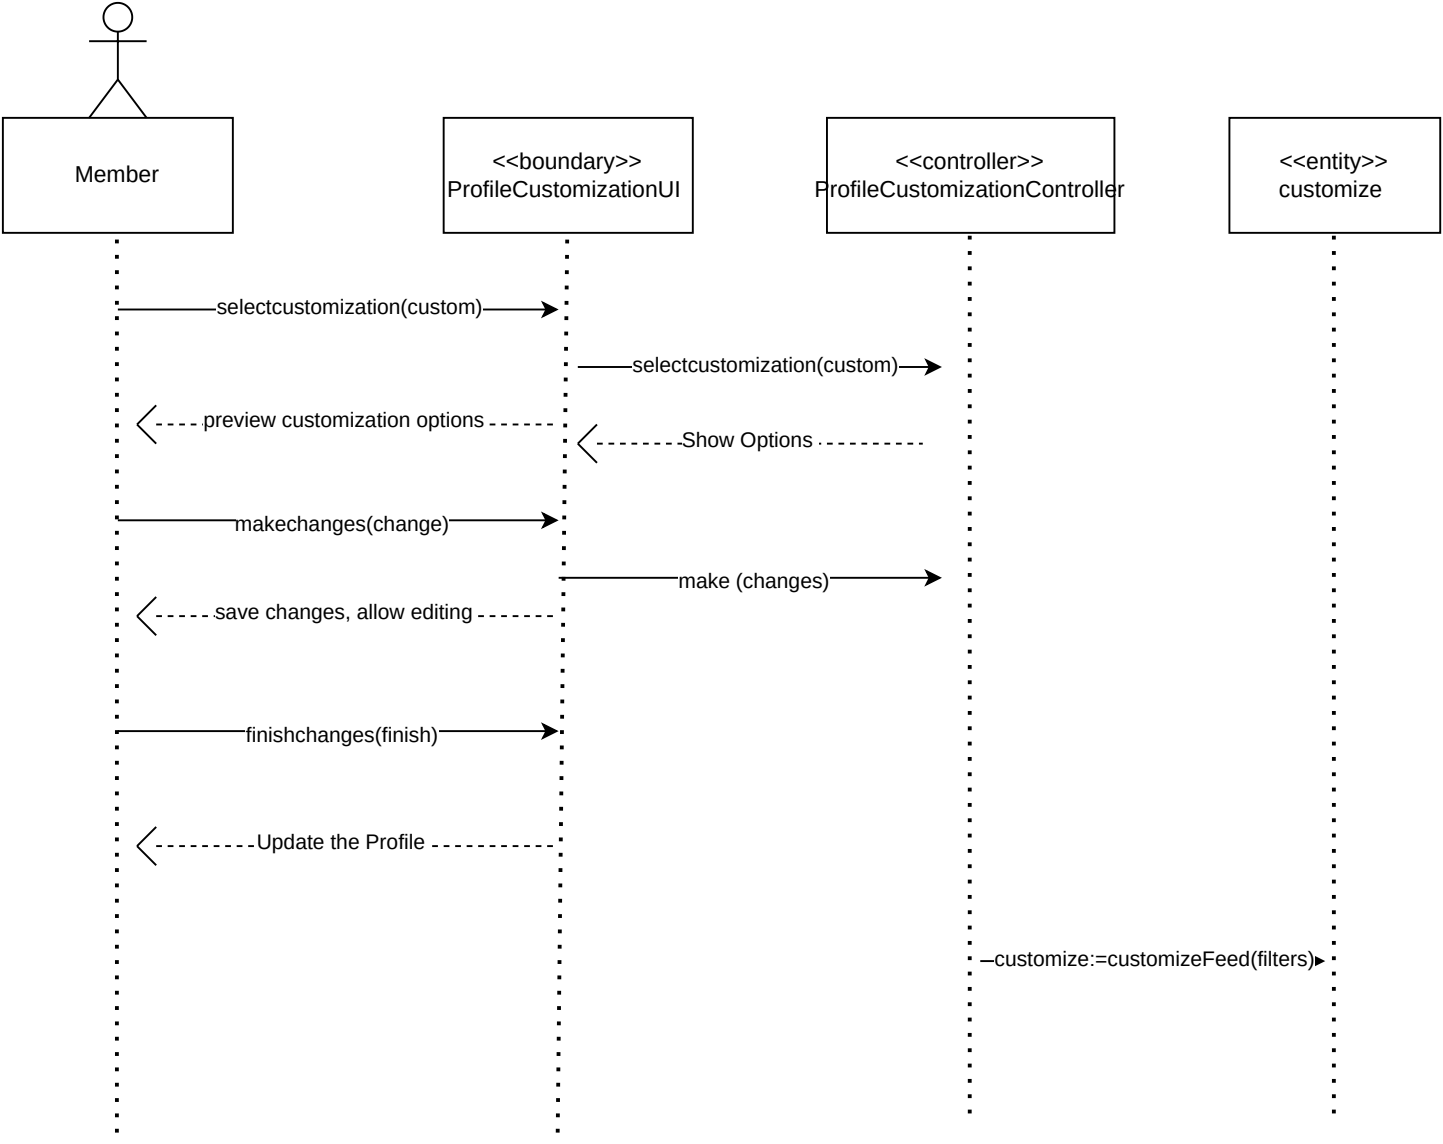 Member
<<boundary>>
ProfileCustomizationUI
<<controller>>
ProfileCustomizationController
<<entity>>
customize
selectcustomization(custom)
selectcustomization(custom)
preview customization options
Show Options
makechanges(change)
make (changes)
save changes, allow editing
finishchanges(finish)
Update the Profile
customize:=customizeFeed(filters)